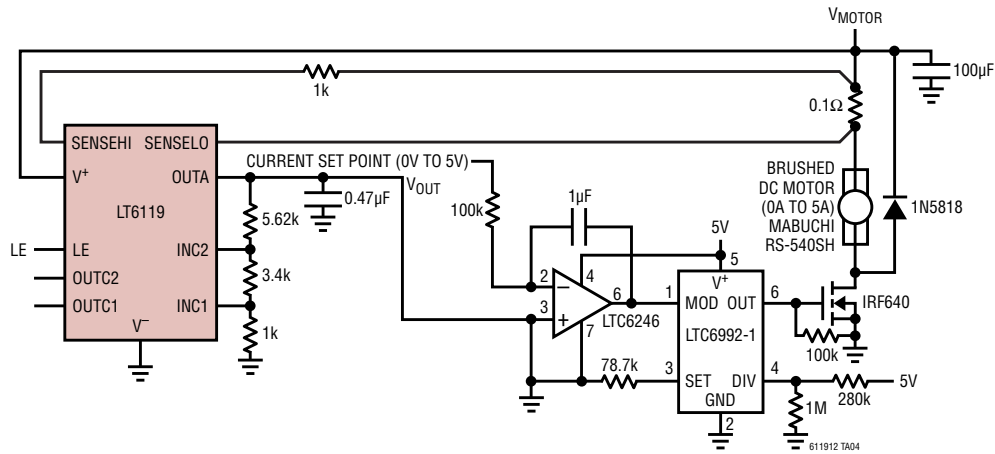 V_MOTOR
100µF
1k
0.1Ω
SENSEHI SENSELO
V+ OUTA
LT6119
LE LE INC2
OUTC2
OUTC1 INC1
V–
CURRENT SET POINT (0V TO 5V)
V_OUT
0.47µF
5.62k
3.4k
1k
100k
1µF
2 – 4
3 + 7
6
LTC6246
5V
5
V+
1 MOD OUT 6
LTC6992-1
3 SET DIV 4
GND
2
78.7k
BRUSHED
DC MOTOR
(0A TO 5A)
MABUCHI
RS-540SH
1N5818
IRF640
100k
1M
280k
5V
611912 TA04